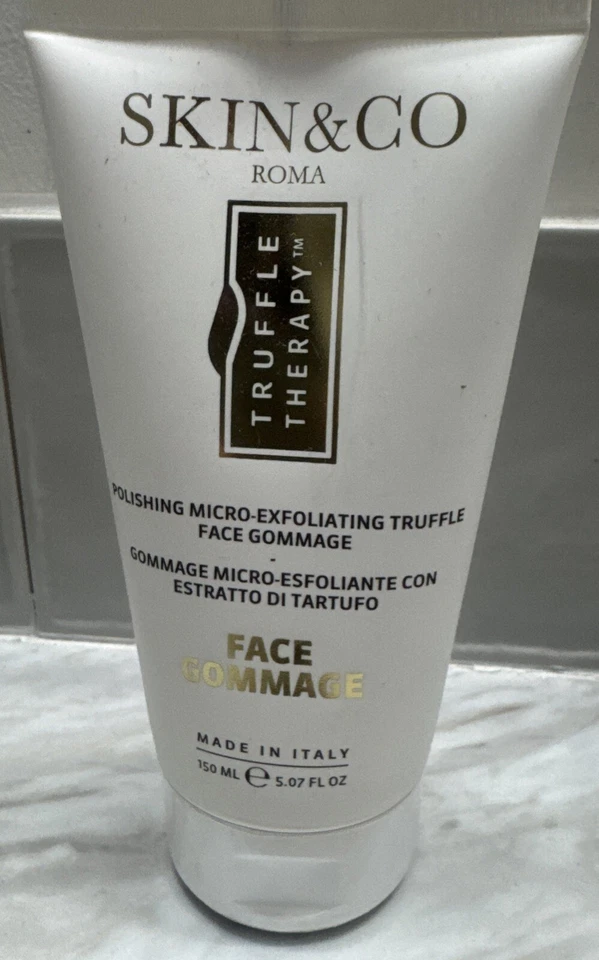 SKIN&CO
ROMA
TRUFFLE
THERAPY™
POLISHING MICRO-EXFOLIATING TRUFFLE
FACE GOMMAGE
-
GOMMAGE MICRO-ESFOLIANTE CON
ESTRATTO DI TARTUFO
FACE
GOMMAGE
MADE IN ITALY
150 ML ℮ 5.07 FL OZ